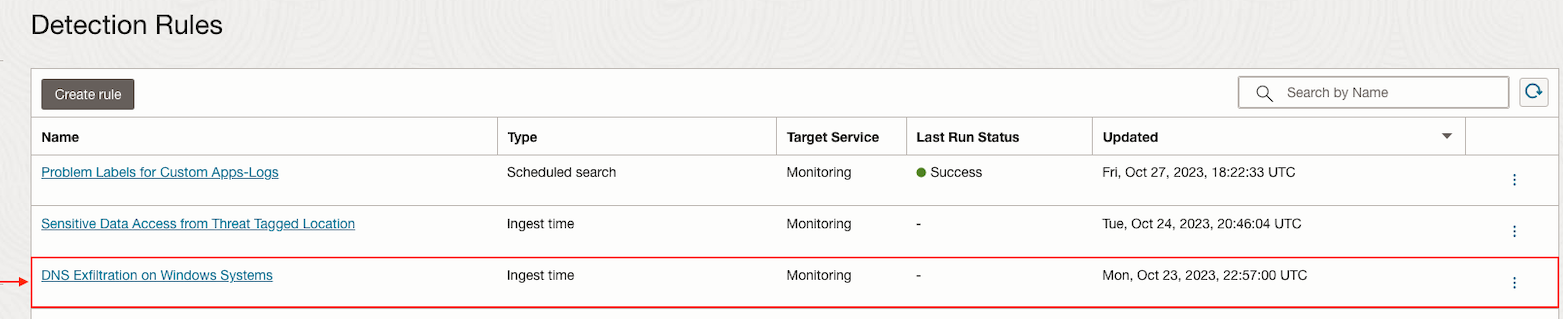 Detection Rules
Create rule
Search by Name
Name Type Target Service Last Run Status Updated
Problem Labels for Custom Apps-Logs Scheduled search Monitoring Success Fri, Oct 27, 2023, 18:22:33 UTC
Sensitive Data Access from Threat Tagged Location Ingest time Monitoring - Tue, Oct 24, 2023, 20:46:04 UTC
DNS Exfiltration on Windows Systems Ingest time Monitoring - Mon, Oct 23, 2023, 22:57:00 UTC